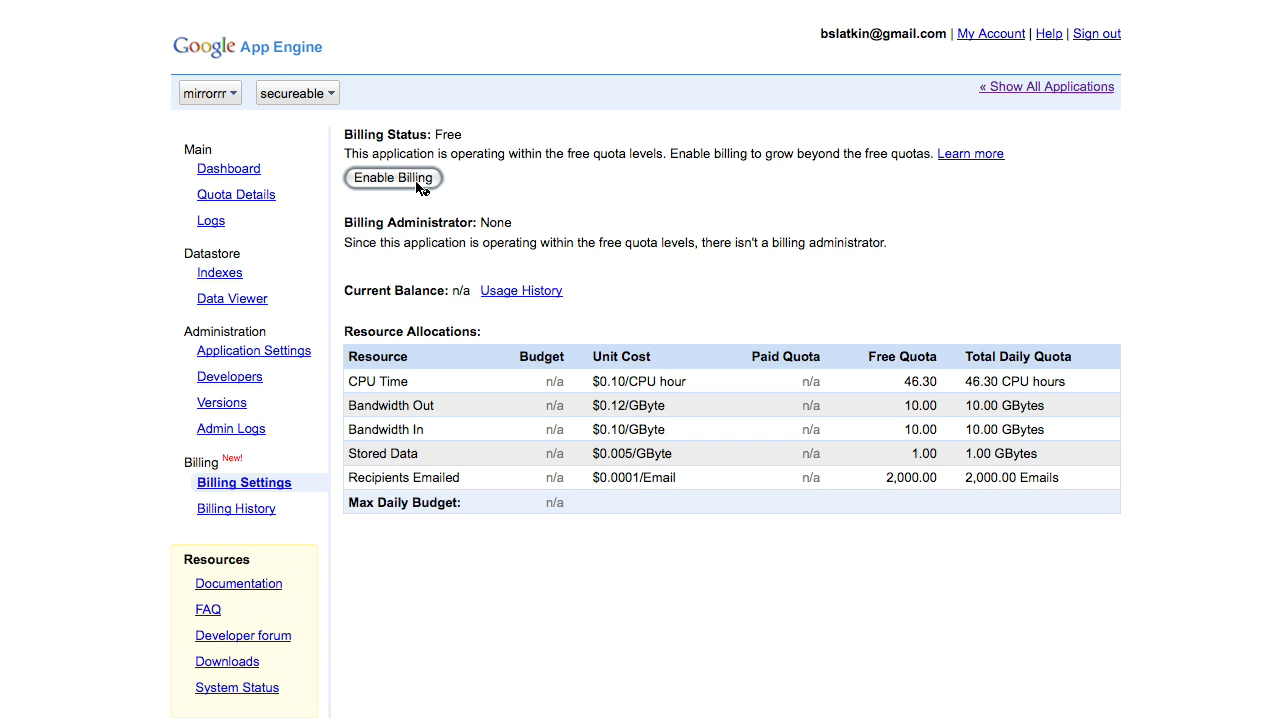 Google App Engine
bslatkin@gmail.com | My Account | Help | Sign out
mirrorrr secureable « Show All Applications
Main
Dashboard
Quota Details
Logs
Datastore
Indexes
Data Viewer
Administration
Application Settings
Developers
Versions
Admin Logs
Billing New!
Billing Settings
Billing History
Resources
Documentation
FAQ
Developer forum
Downloads
System Status
Billing Status: Free
This application is operating within the free quota levels. Enable billing to grow beyond the free quotas. Learn more
Enable Billing
Billing Administrator: None
Since this application is operating within the free quota levels, there isn't a billing administrator.
Current Balance: n/a Usage History
Resource Allocations:
Resource Budget Unit Cost Paid Quota Free Quota Total Daily Quota
CPU Time n/a $0.10/CPU hour n/a 46.30 46.30 CPU hours
Bandwidth Out n/a $0.12/GByte n/a 10.00 10.00 GBytes
Bandwidth In n/a $0.10/GByte n/a 10.00 10.00 GBytes
Stored Data n/a $0.005/GByte n/a 1.00 1.00 GBytes
Recipients Emailed n/a $0.0001/Email n/a 2,000.00 2,000.00 Emails
Max Daily Budget: n/a